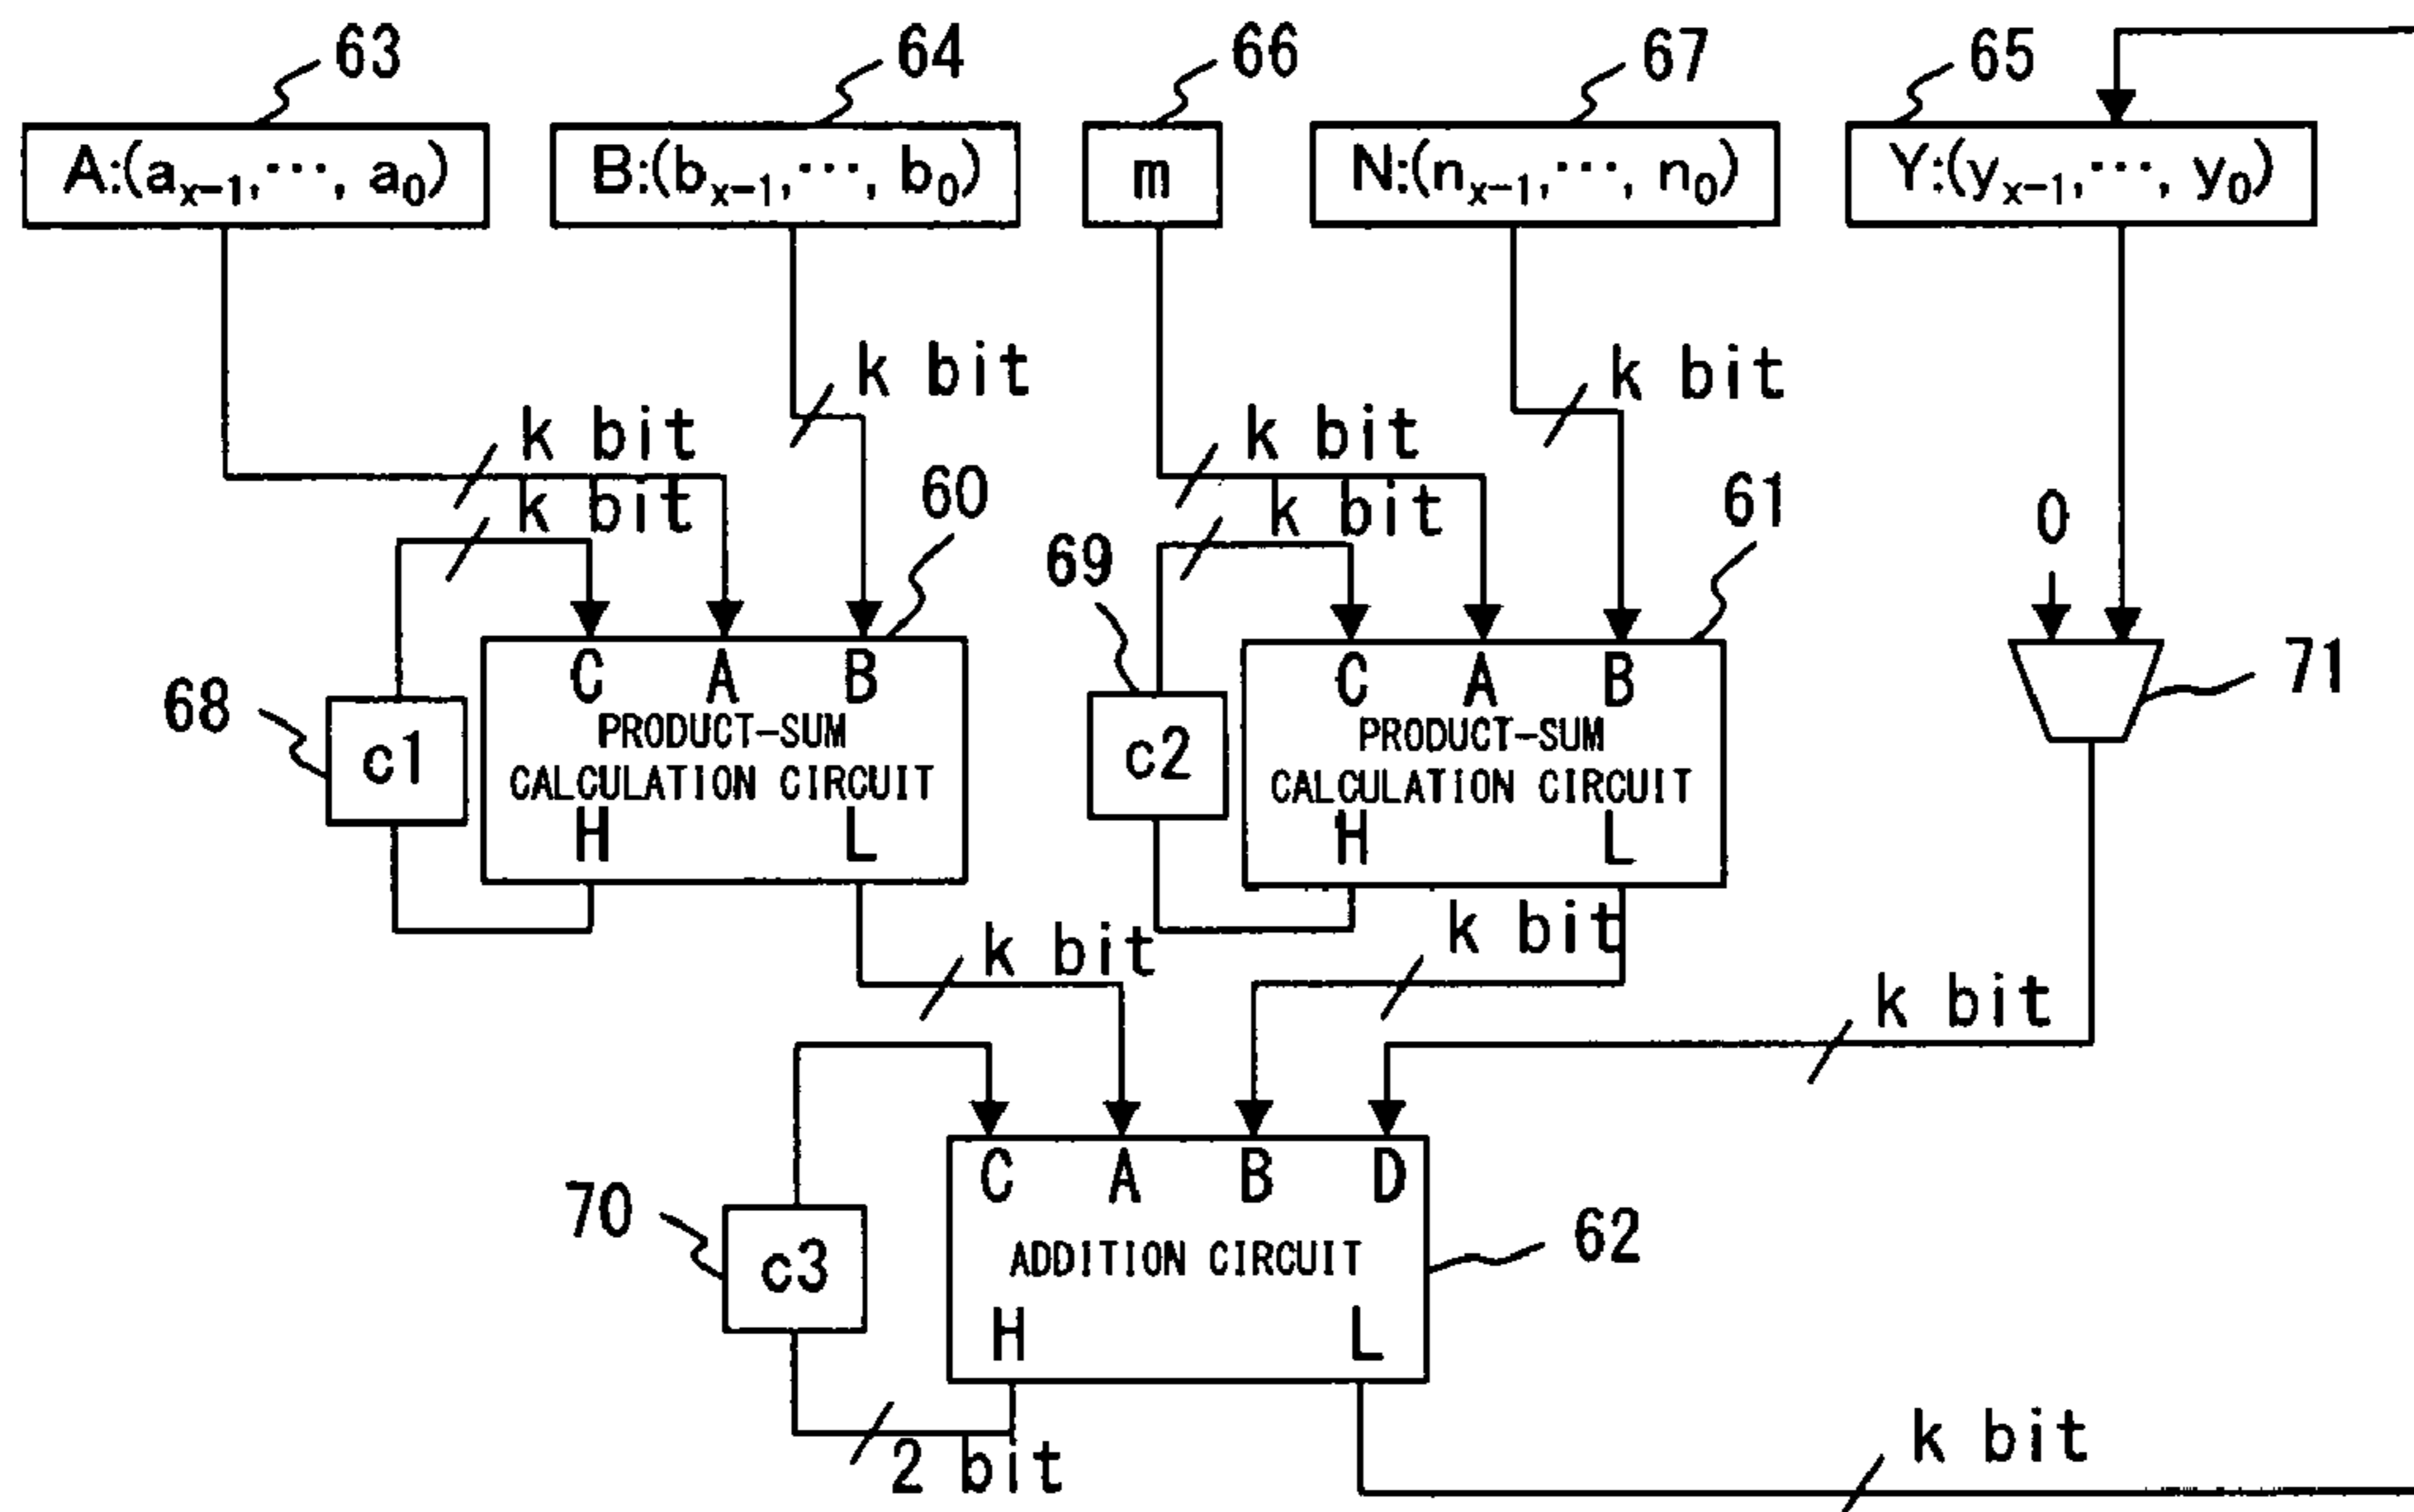 63
64
66
67
65
A:(aₓ₋₁,⋯, a₀)
B:(bₓ₋₁,⋯, b₀)
m
N:(nₓ₋₁,⋯, n₀)
Y:(yₓ₋₁,⋯, y₀)
k bit
k bit
k bit
k bit
k bit
k bit
60
61
0
69
68
c1
C A B
PRODUCT-SUM
CALCULATION CIRCUIT
H L
c2
C A B
PRODUCT-SUM
CALCULATION CIRCUIT
H L
71
k bit
k bit
k bit
70
c3
C A B D
ADDITION CIRCUIT
H L
62
2 bit
k bit